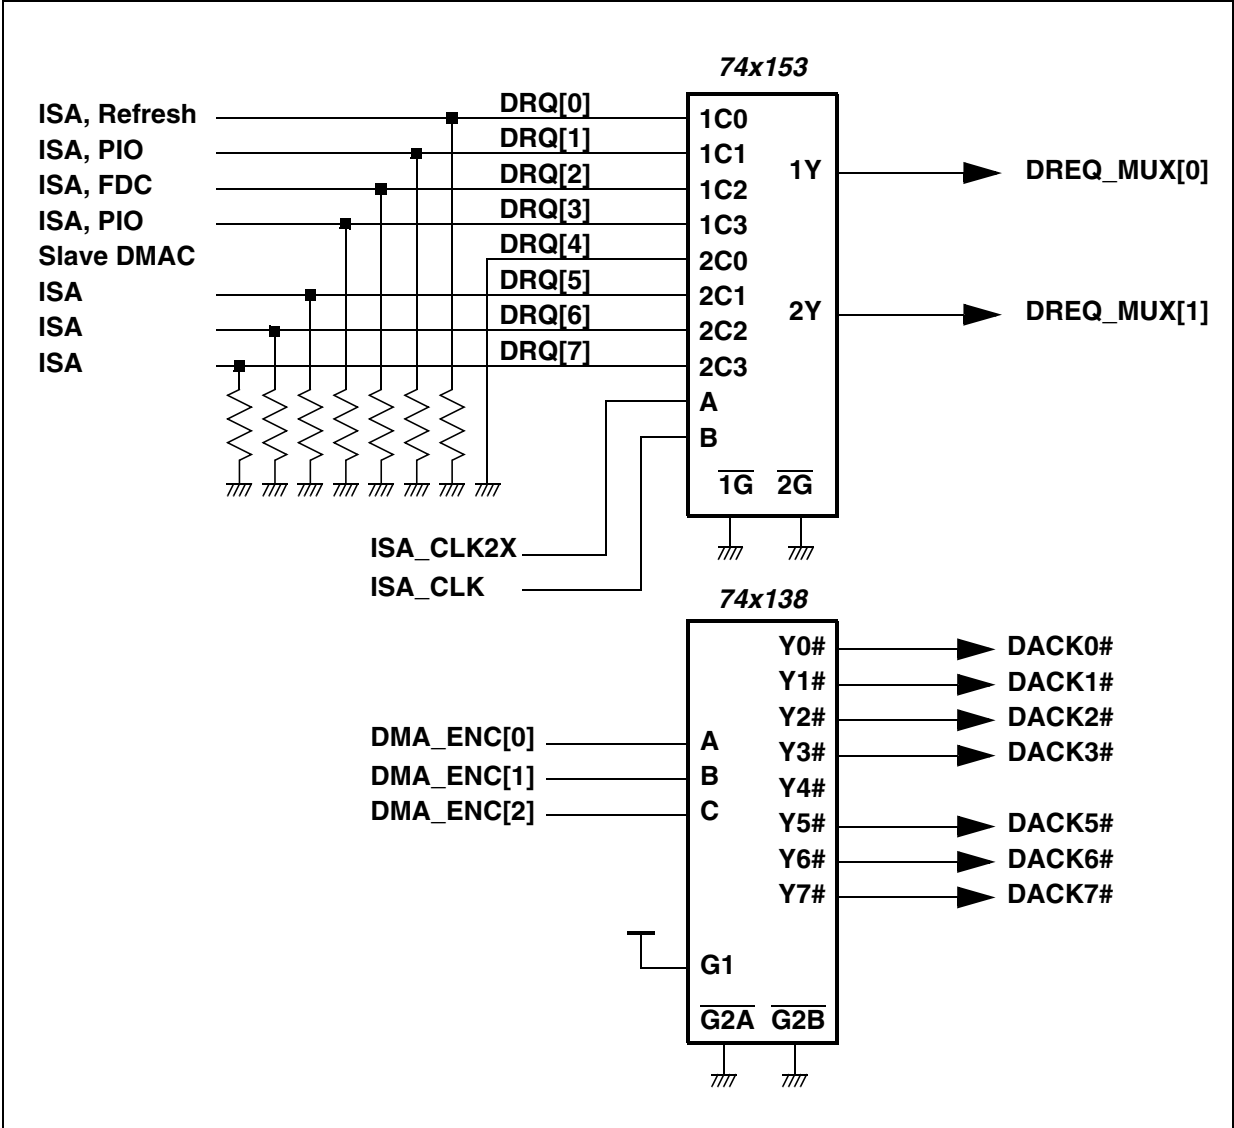 74x153
ISA, Refresh DRQ[0] 1C0
ISA, PIO DRQ[1] 1C1
1Y DREQ_MUX[0]
ISA, FDC DRQ[2] 1C2
ISA, PIO DRQ[3] 1C3
Slave DMAC DRQ[4] 2C0
ISA DRQ[5] 2C1
2Y DREQ_MUX[1]
ISA DRQ[6] 2C2
ISA DRQ[7] 2C3
A
B
1G 2G
ISA_CLK2X
ISA_CLK
74x138
Y0# DACK0#
Y1# DACK1#
Y2# DACK2#
DMA_ENC[0] A Y3# DACK3#
DMA_ENC[1] B Y4#
DMA_ENC[2] C Y5# DACK5#
Y6# DACK6#
Y7# DACK7#
G1
G2A G2B